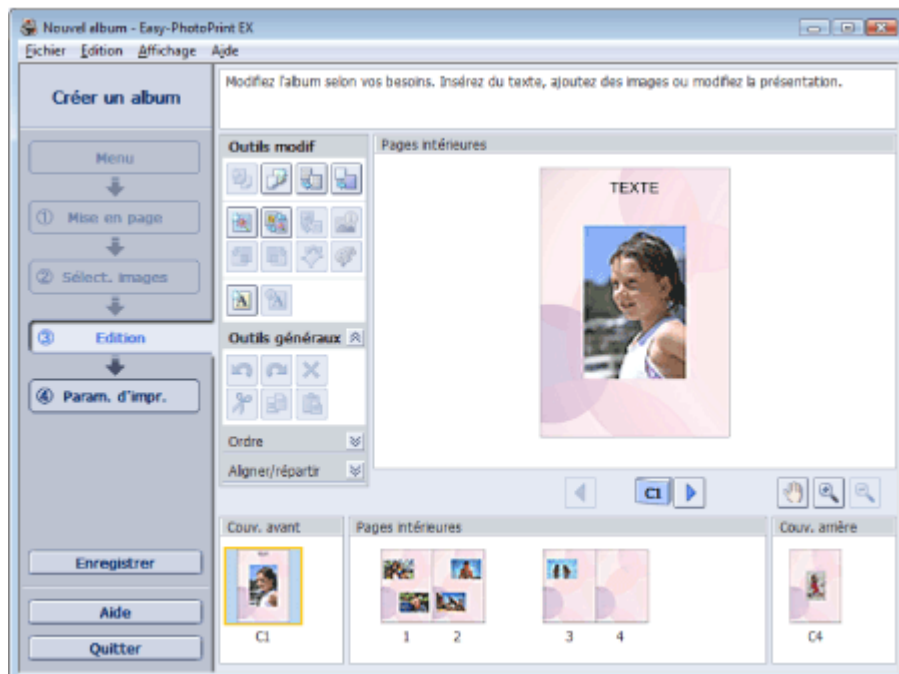 Nouvel album - Easy-PhotoPrint EX
Fichier Edition Affichage Aide
Créer un album
Modifiez l'album selon vos besoins. Insérez du texte, ajoutez des images ou modifiez la présentation.
Menu
① Mise en page
② Sélect. images
③ Edition
④ Param. d'impr.
Enregistrer
Aide
Quitter
Outils modif
Outils généraux
Ordre
Aligner/répartir
Pages intérieures
TEXTE
C1
Couv. avant
C1
Pages intérieures
1 2 3 4
Couv. arrière
C4